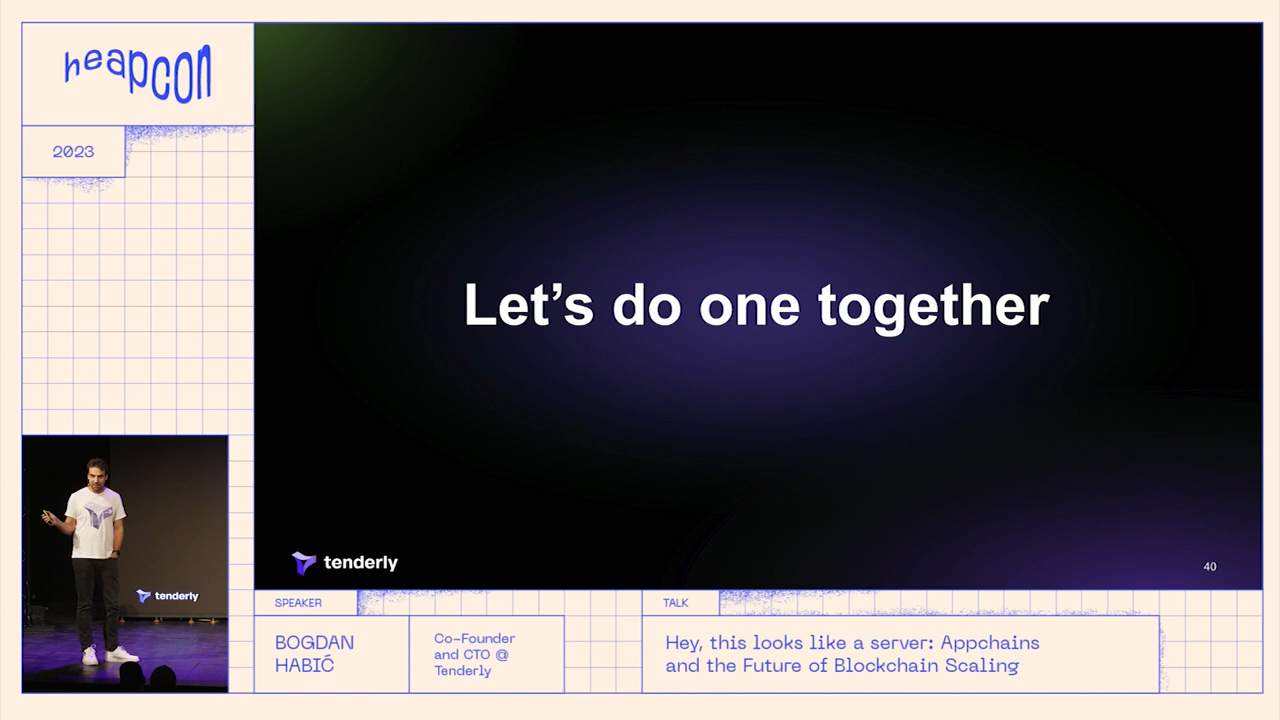 heapcon
2023
Let's do one together
tenderly
40
tenderly
SPEAKER
BOGDAN
HABIĆ
Co-Founder
and CTO @
Tenderly
TALK
Hey, this looks like a server: Appchains
and the Future of Blockchain Scaling